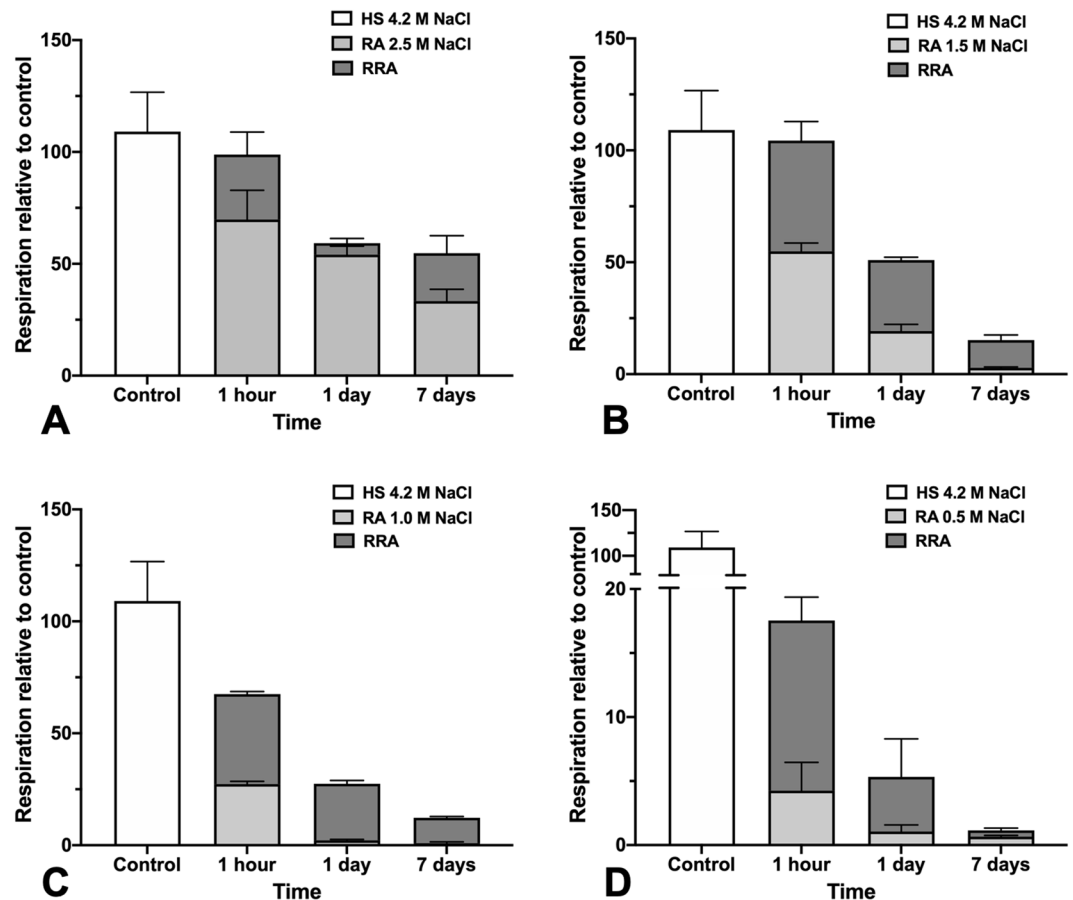 HS 4.2 M NaCl
RA 2.5 M NaCl
RRA
150
100
50
0
Respiration relative to control
Control 1 hour 1 day 7 days
Time
A
HS 4.2 M NaCl
RA 1.5 M NaCl
RRA
150
100
50
0
Respiration relative to control
Control 1 hour 1 day 7 days
Time
B
HS 4.2 M NaCl
RA 1.0 M NaCl
RRA
150
100
50
0
Respiration relative to control
Control 1 hour 1 day 7 days
Time
C
HS 4.2 M NaCl
RA 0.5 M NaCl
RRA
150
100
20
10
0
Respiration relative to control
Control 1 hour 1 day 7 days
Time
D